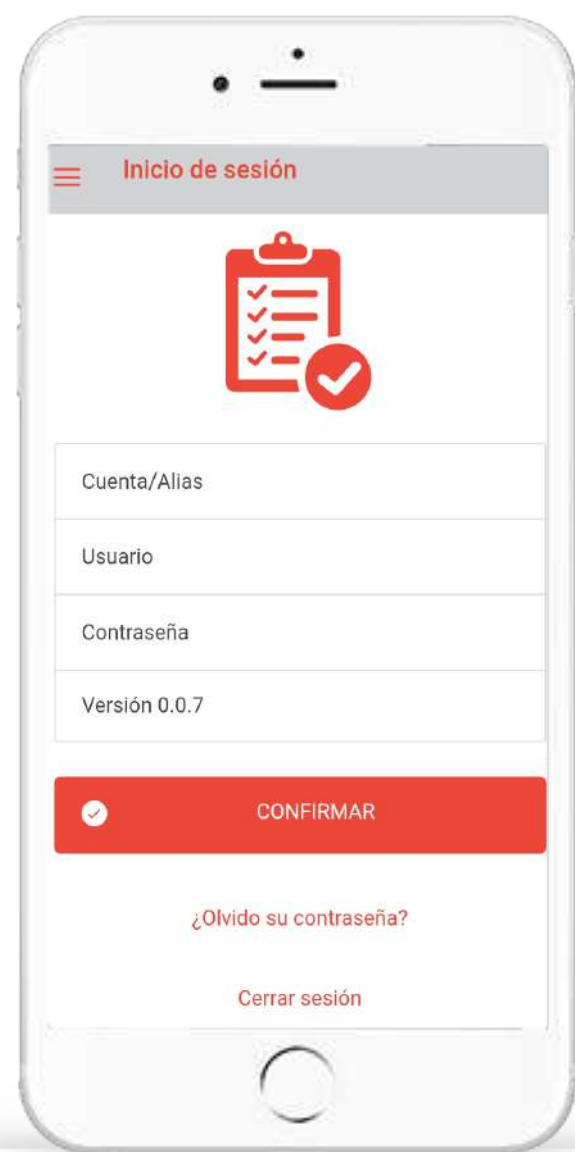 Inicio de sesión
Cuenta/Alias
Usuario
Contraseña
Versión 0.0.7
CONFIRMAR
¿Olvido su contraseña?
Cerrar sesión